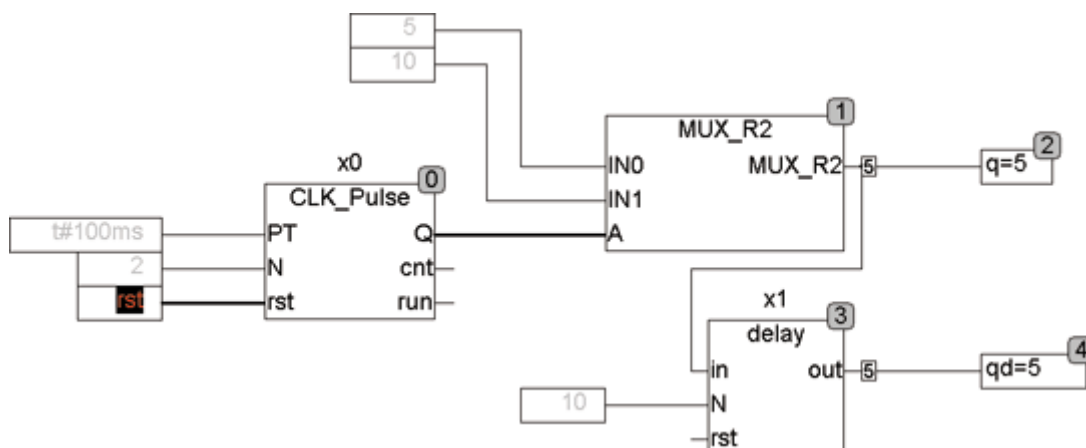 5
10
1
MUX_R2
IN0
MUX_R2
5
2
q=5
IN1
A
x0
0
CLK_Pulse
t#100ms
PT
Q
2
N
cnt
rst
rst
run
x1
3
delay
4
in
out
5
qd=5
10
N
rst